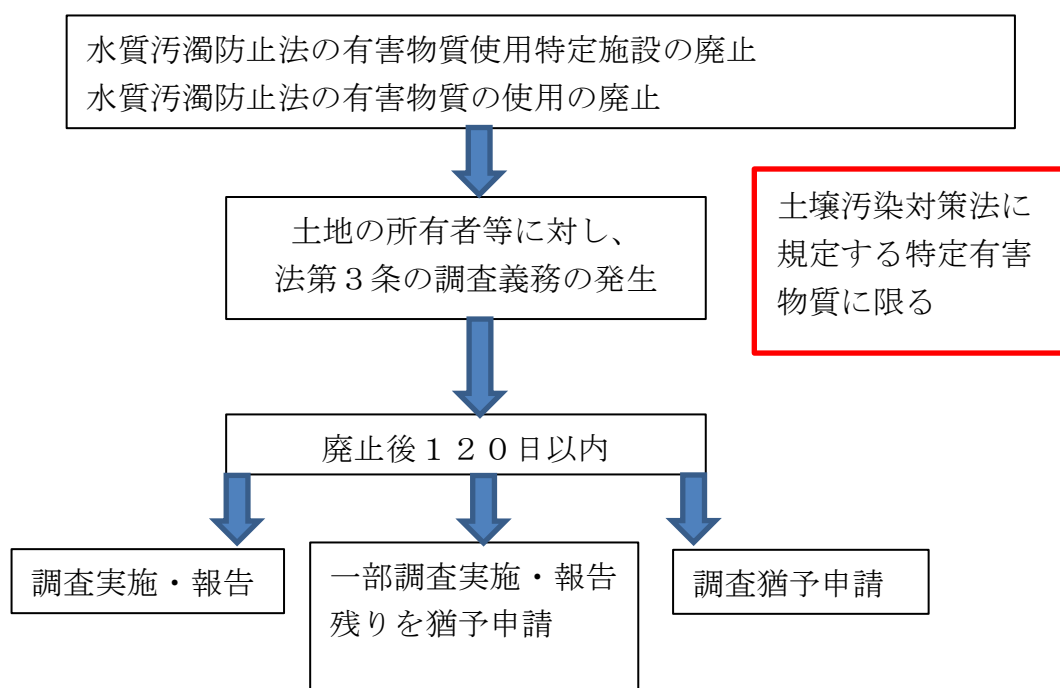 水質汚濁防止法の有害物質使用特定施設の廃止
水質汚濁防止法の有害物質の使用の廃止
土地の所有者等に対し、
法第３条の調査義務の発生
土壌汚染対策法に
規定する特定有害
物質に限る
廃止後１２０日以内
調査実施・報告
一部調査実施・報告
残りを猶予申請
調査猶予申請